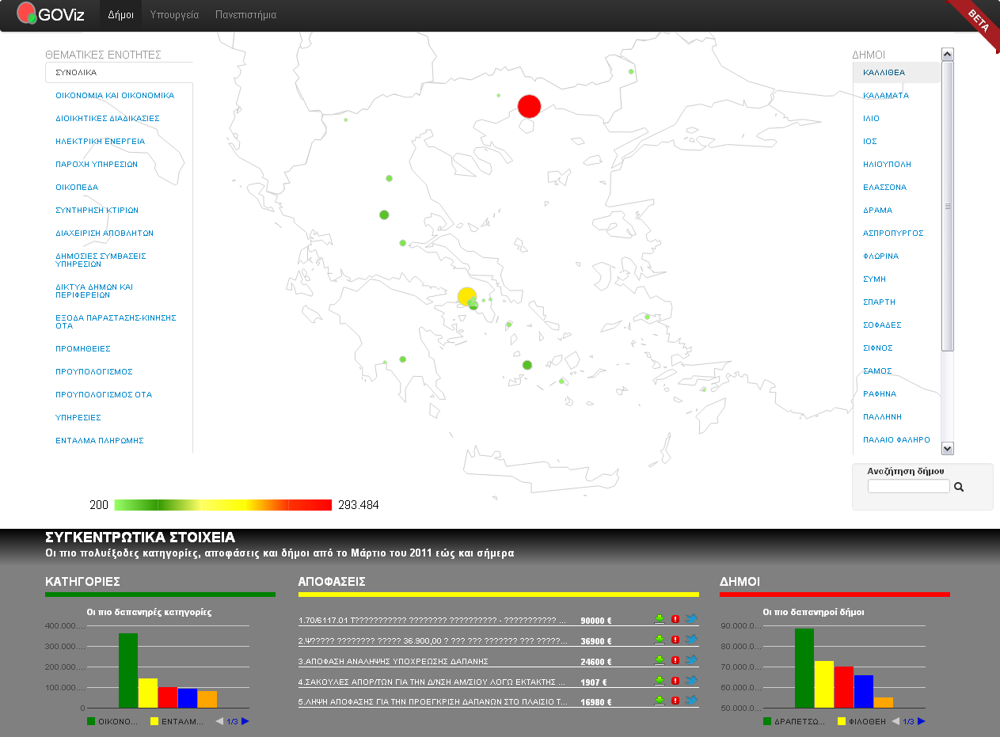 GOViz Δήμοι Υπουργεία Πανεπιστήμια
BETA
ΘΕΜΑΤΙΚΕΣ ΕΝΟΤΗΤΕΣ
ΣΥΝΟΛΙΚΑ
ΟΙΚΟΝΟΜΙΑ ΚΑΙ ΟΙΚΟΝΟΜΙΚΑ
ΔΙΟΙΚΗΤΙΚΕΣ ΔΙΑΔΙΚΑΣΙΕΣ
ΗΛΕΚΤΡΙΚΗ ΕΝΕΡΓΕΙΑ
ΠΑΡΟΧΗ ΥΠΗΡΕΣΙΩΝ
ΟΙΚΟΠΕΔΑ
ΣΥΝΤΗΡΗΣΗ ΚΤΙΡΙΩΝ
ΔΙΑΧΕΙΡΙΣΗ ΑΠΟΒΛΗΤΩΝ
ΔΗΜΟΣΙΕΣ ΣΥΜΒΑΣΕΙΣ
ΥΠΗΡΕΣΙΩΝ
ΔΙΚΤΥΑ ΔΗΜΩΝ ΚΑΙ
ΠΕΡΙΦΕΡΕΙΩΝ
ΕΞΟΔΑ ΠΑΡΑΣΤΑΣΗΣ-ΚΙΝΗΣΗΣ
ΟΤΑ
ΠΡΟΜΗΘΕΙΕΣ
ΠΡΟΥΠΟΛΟΓΙΣΜΟΣ
ΠΡΟΥΠΟΛΟΓΙΣΜΟΣ ΟΤΑ
ΥΠΗΡΕΣΙΕΣ
ΕΝΤΑΛΜΑ ΠΛΗΡΩΜΗΣ
ΔΗΜΟΙ
ΚΑΛΛΙΘΕΑ
ΚΑΛΑΜΑΤΑ
ΙΛΙΟ
ΙΟΣ
ΗΛΙΟΥΠΟΛΗ
ΕΛΑΣΣΟΝΑ
ΔΡΑΜΑ
ΑΣΠΡΟΠΥΡΓΟΣ
ΦΛΩΡΙΝΑ
ΣΥΜΗ
ΣΠΑΡΤΗ
ΣΟΦΑΔΕΣ
ΣΙΦΝΟΣ
ΣΑΜΟΣ
ΡΑΦΗΝΑ
ΠΑΛΛΗΝΗ
ΠΑΛΑΙΟ ΦΑΛΗΡΟ
Αναζήτηση δήμου
200 293.484
ΣΥΓΚΕΝΤΡΩΤΙΚΑ ΣΤΟΙΧΕΙΑ
Οι πιο πολυέξοδες κατηγορίες, αποφάσεις και δήμοι από το Μάρτιο του 2011 εώς και σήμερα
ΚΑΤΗΓΟΡΙΕΣ
Οι πιο δαπανηρές κατηγορίες
400.000....
300.000....
200.000....
100.000....
0
ΟΙΚΟΝΟ... ΕΝΤΑΛΜ... 1/3
ΑΠΟΦΑΣΕΙΣ
1.70/6117.01 Τ??????????? ???????? ?????????? - ??????????? ... 90000 €
2.Ψ????? ???????? ????? 36.900,00 ? ??? ??? ??????? ??? ?????... 36900 €
3.ΑΠΟΦΑΣΗ ΑΝΑΛΗΨΗΣ ΥΠΟΧΡΕΩΣΗΣ ΔΑΠΑΝΗΣ 24600 €
4.ΣΑΚΟΥΛΕΣ ΑΠΟΡ/ΤΩΝ ΓΙΑ ΤΗΝ Δ/ΝΣΗ ΑΜ/ΣΙΟΥ ΛΟΓΩ ΕΚΤΑΚΤΗΣ ... 1907 €
5.ΛΗΨΗ ΑΠΟΦΑΣΗΣ ΓΙΑ ΤΗΝ ΠΡΟΕΓΚΡΙΣΗ ΔΑΠΑΝΩΝ ΣΤΟ ΠΛΑΙΣΙΟ Τ... 16980 €
ΔΗΜΟΙ
Οι πιο δαπανηροί δήμοι
90.000.0...
80.000.0...
70.000.0...
60.000.0...
50.000.0...
ΔΡΑΠΕΤΣΩ... ΦΙΛΟΘΕΗ 1/3